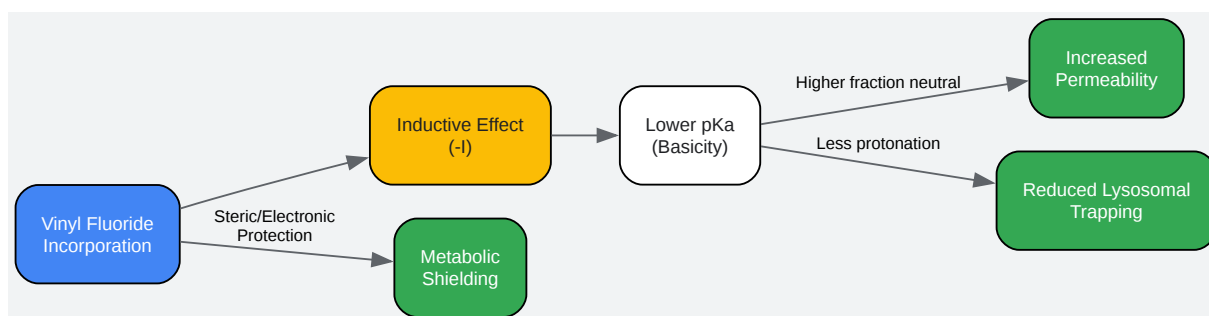 Vinyl Fluoride
Incorporation
Steric/Electronic
Protection
Inductive Effect
(-I)
Metabolic
Shielding
Lower pKa
(Basicity)
Higher fraction neutral
Less protonation
Increased
Permeability
Reduced Lysosomal
Trapping